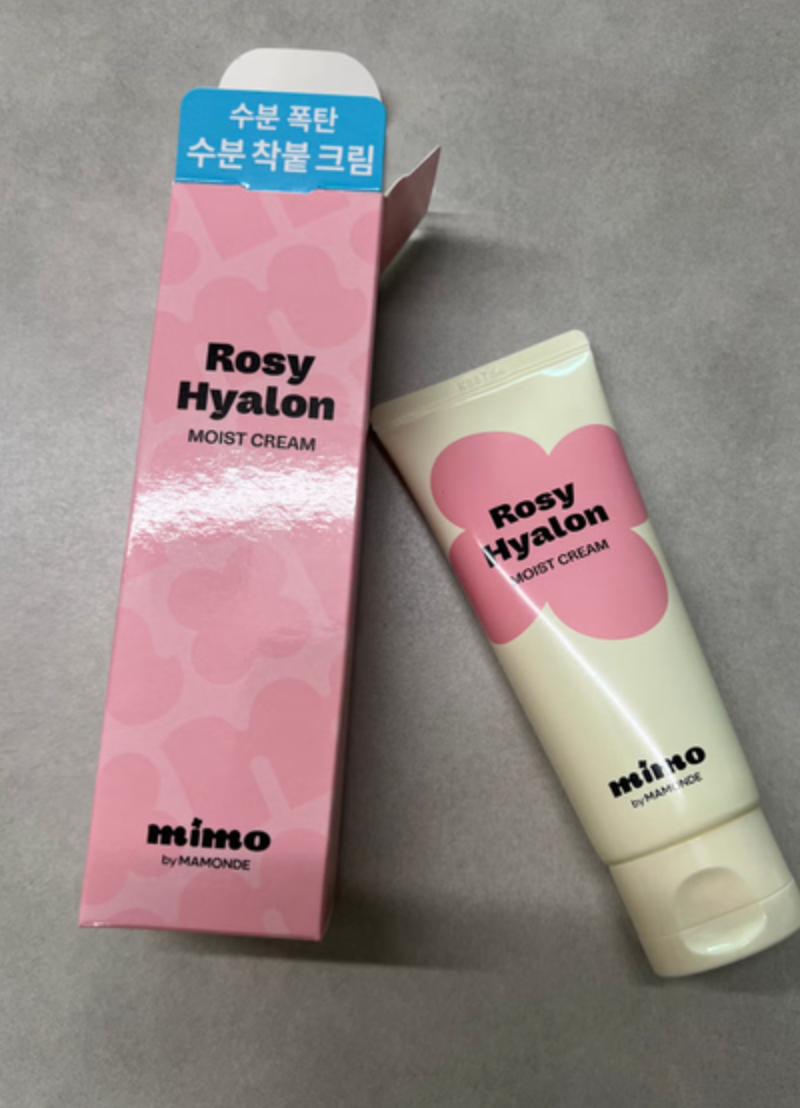 수분 폭탄
수분 착붙 크림
Rosy
Hyalon
MOIST CREAM
mimo
by MAMONDE
Rosy
Hyalon
MOIST CREAM
mimo
by MAMONDE